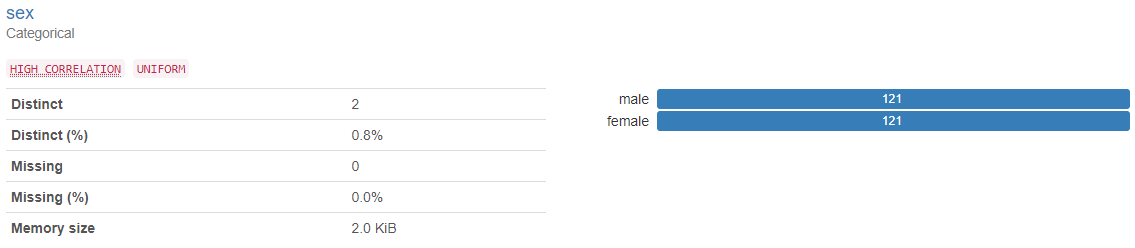 sex
Categorical
HIGH CORRELATION UNIFORM
Distinct 2
Distinct (%) 0.8%
Missing 0
Missing (%) 0.0%
Memory size 2.0 KiB
male 121
female 121